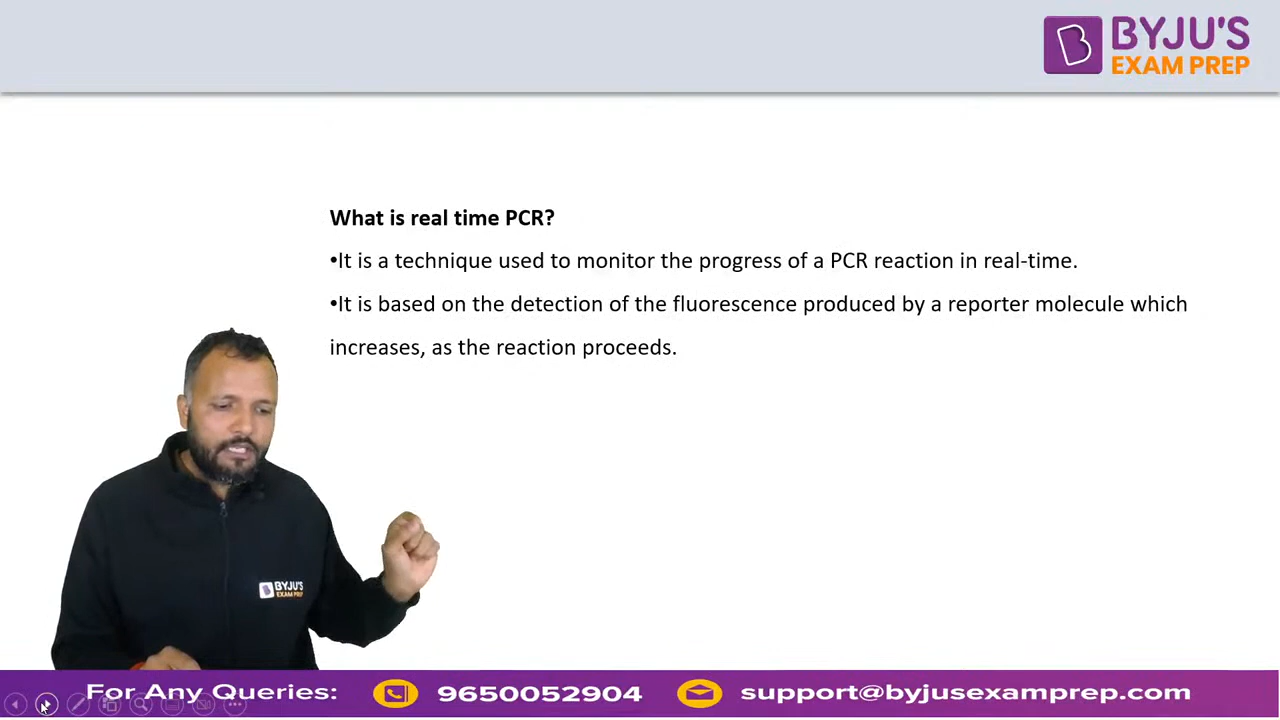 BYJU'S
EXAM PREP
What is real time PCR?
•It is a technique used to monitor the progress of a PCR reaction in real-time.
•It is based on the detection of the fluorescence produced by a reporter molecule which
increases, as the reaction proceeds.
BYJU'S
EXAM PREP
For Any Queries: 9650052904 support@byjusexamprep.com